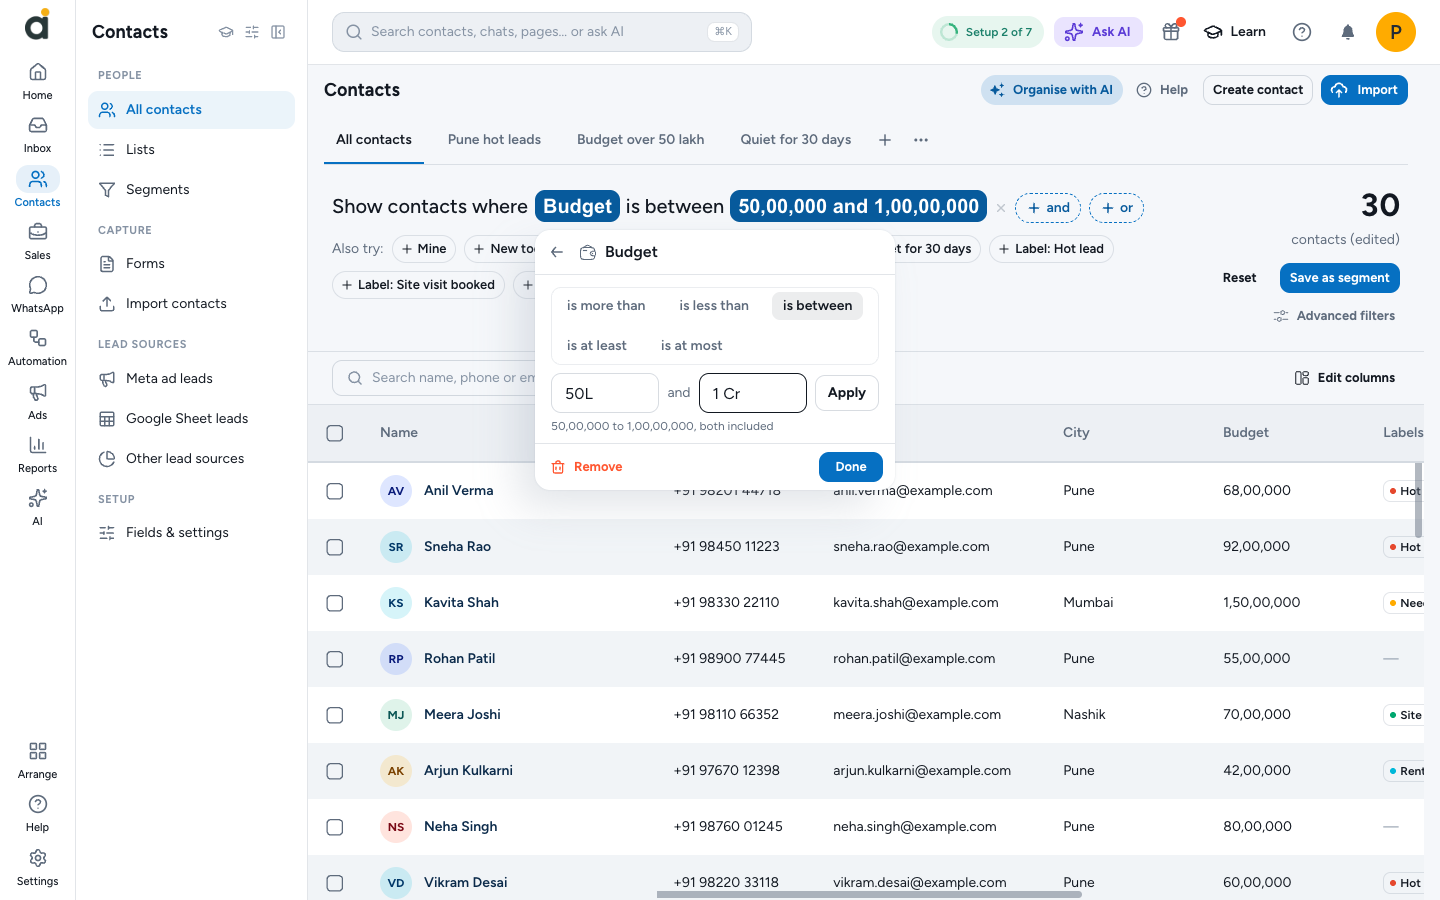 Search contacts, chats, pages... or ask AI
⌘K
Setup 2 of 7
Ask AI
Learn
P
Home
Inbox
Contacts
Sales
WhatsApp
Automation
Ads
Reports
AI
Arrange
Help
Settings
Contacts
PEOPLE
All contacts
Lists
Segments
CAPTURE
Forms
Import contacts
LEAD SOURCES
Meta ad leads
Google Sheet leads
Other lead sources
SETUP
Fields & settings
Contacts
Organise with AI
Help
Create contact
Import
All contacts
Pune hot leads
Budget over 50 lakh
Quiet for 30 days
Show contacts where Budget is between 50,00,000 and 1,00,00,000
+ and
+ or
30
contacts (edited)
Also try:
+ Mine
+ New
for 30 days
+ Label: Hot lead
+ Label: Site visit booked
+
Reset
Save as segment
Advanced filters
Budget
is more than
is less than
is between
is at least
is at most
50L
and
1 Cr
Apply
50,00,000 to 1,00,00,000, both included
Remove
Done
Search name, phone or
Edit columns
Name
City
Budget
Labels
AV Anil Verma +91 98201 44718 anil.verma@example.com Pune 68,00,000 Hot
SR Sneha Rao +91 98450 11223 sneha.rao@example.com Pune 92,00,000 Hot
KS Kavita Shah +91 98330 22110 kavita.shah@example.com Mumbai 1,50,00,000
RP Rohan Patil +91 98900 77445 rohan.patil@example.com Pune 55,00,000 —
MJ Meera Joshi +91 98110 66352 meera.joshi@example.com Nashik 70,00,000 Site
AK Arjun Kulkarni +91 97670 12398 arjun.kulkarni@example.com Pune 42,00,000 Rent
NS Neha Singh +91 98760 01245 neha.singh@example.com Pune 80,00,000 —
VD Vikram Desai +91 98220 33118 vikram.desai@example.com Pune 60,00,000 Hot